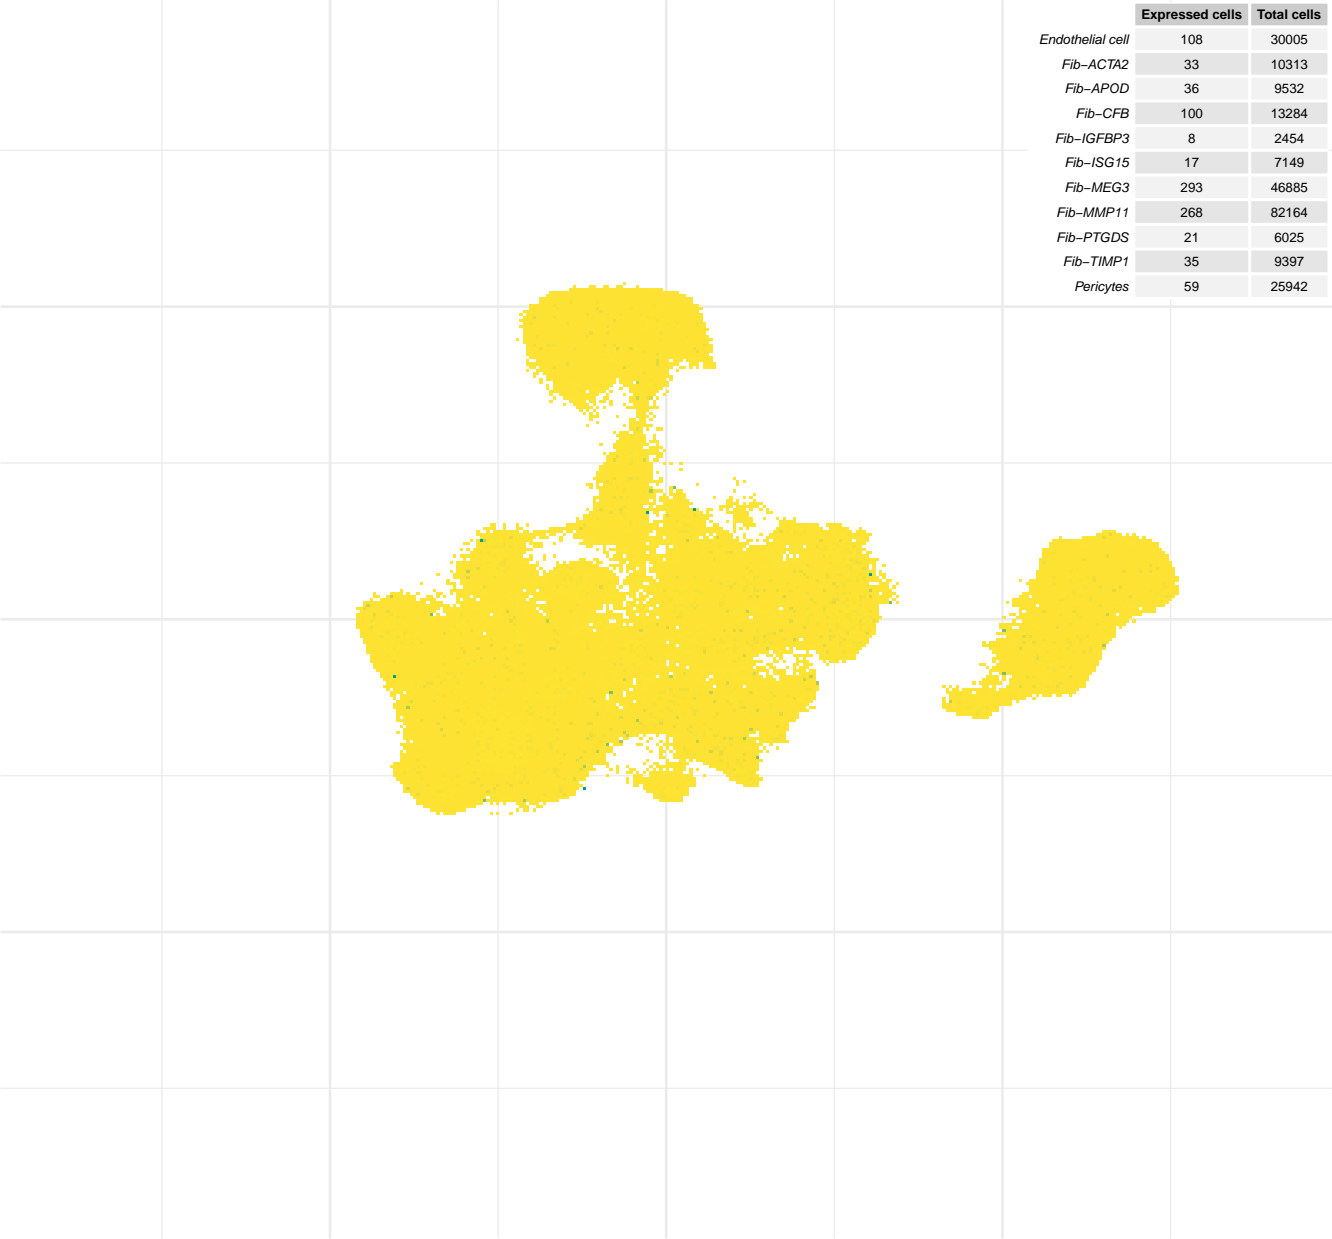 Expressed cells Total cells
Endothelial cell 108 30005
Fib−ACTA2 33 10313
Fib−APOD 36 9532
Fib−CFB 100 13284
Fib−IGFBP3 8 2454
Fib−ISG15 17 7149
Fib−MEG3 293 46885
Fib−MMP11 268 82164
Fib−PTGDS 21 6025
Fib−TIMP1 35 9397
Pericytes 59 25942